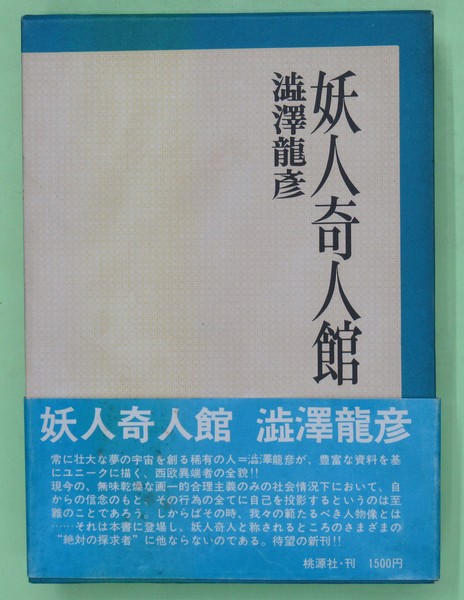 妖人奇人館
澁澤龍彥
妖人奇人館 澁澤龍彦
常に壮大な夢の宇宙を創る稀有の人＝澁澤龍彦が、豊富な資料を基
にユニークに描く、西欧異端者の全貌!!
現今の、無味乾燥な画一的合理主義のみの社会情況下において、自
からの信念のもと、その行為の全てに自己を投影するというのは至
難のことであろう。しからばその時、我々の範たるべき人物像とは
……それは本書に登場し、妖人奇人と称されるところのさまざまの
“絶対の探求者”に他ならないのである。待望の新刊!!
桃源社・刊 1500円